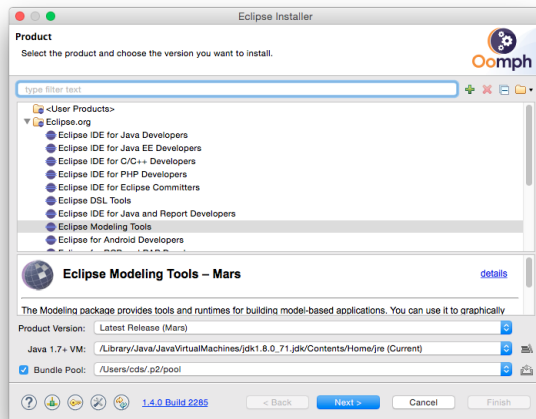 Eclipse Installer
Product
Select the product and choose the version you want to install.
Oomph
type filter text
<User Products>
Eclipse.org
Eclipse IDE for Java Developers
Eclipse IDE for Java EE Developers
Eclipse IDE for C/C++ Developers
Eclipse IDE for PHP Developers
Eclipse IDE for Eclipse Committers
Eclipse DSL Tools
Eclipse IDE for Java and Report Developers
Eclipse Modeling Tools
Eclipse for Android Developers
Eclipse Modeling Tools – Mars
details
The Modeling package provides tools and runtimes for building model-based applications. You can use it to graphically
Product Version: Latest Release (Mars)
Java 1.7+ VM: /Library/Java/JavaVirtualMachines/jdk1.8.0_71.jdk/Contents/Home/jre (Current)
Bundle Pool: /Users/cds/.p2/pool
1.4.0 Build 2285
< Back
Next >
Cancel
Finish